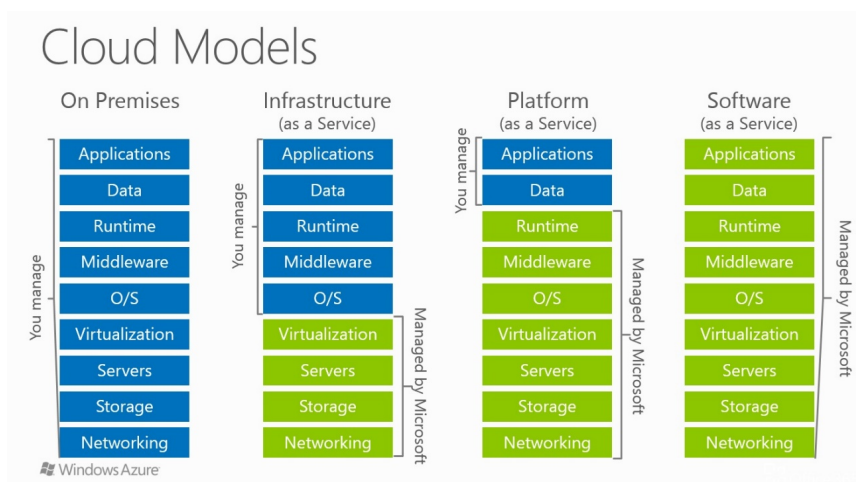 Cloud Models
On Premises
You manage
Applications
Data
Runtime
Middleware
O/S
Virtualization
Servers
Storage
Networking
Infrastructure
(as a Service)
You manage
Applications
Data
Runtime
Middleware
O/S
Virtualization
Servers
Storage
Networking
Managed by Microsoft
Platform
(as a Service)
You manage
Applications
Data
Runtime
Middleware
O/S
Virtualization
Servers
Storage
Networking
Managed by Microsoft
Software
(as a Service)
Applications
Data
Runtime
Middleware
O/S
Virtualization
Servers
Storage
Networking
Managed by Microsoft
Windows Azure